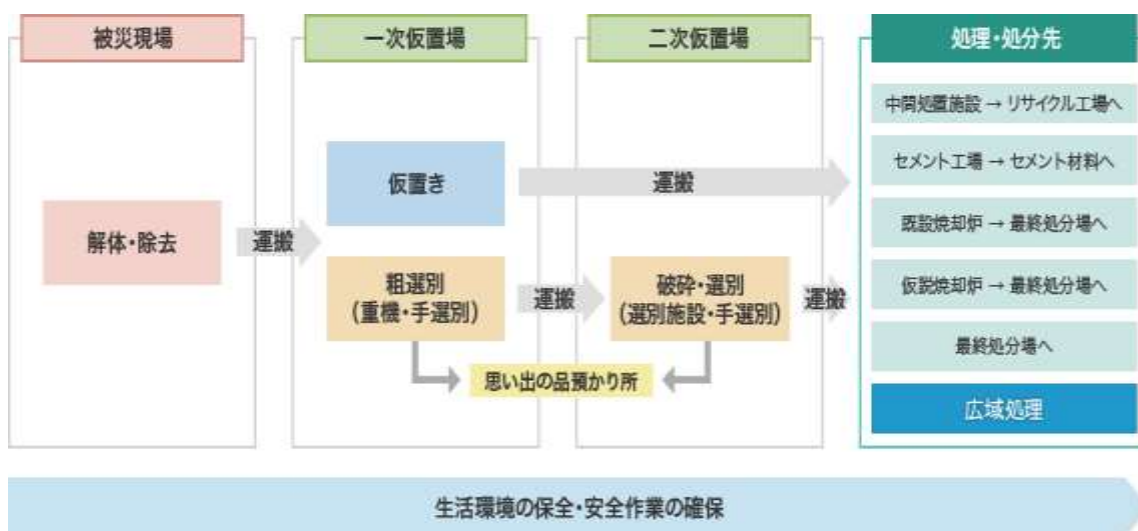 被災現場
解体・除去
運搬
一次仮置場
仮置き
粗選別
(重機・手選別)
運搬
運搬
思い出の品預かり所
二次仮置場
破砕・選別
(選別施設・手選別)
運搬
処理・処分先
中間処置施設 → リサイクル工場へ
セメント工場 → セメント材料へ
既設焼却炉 → 最終処分場へ
仮説焼却炉 → 最終処分場へ
最終処分場へ
広域処理
生活環境の保全・安全作業の確保